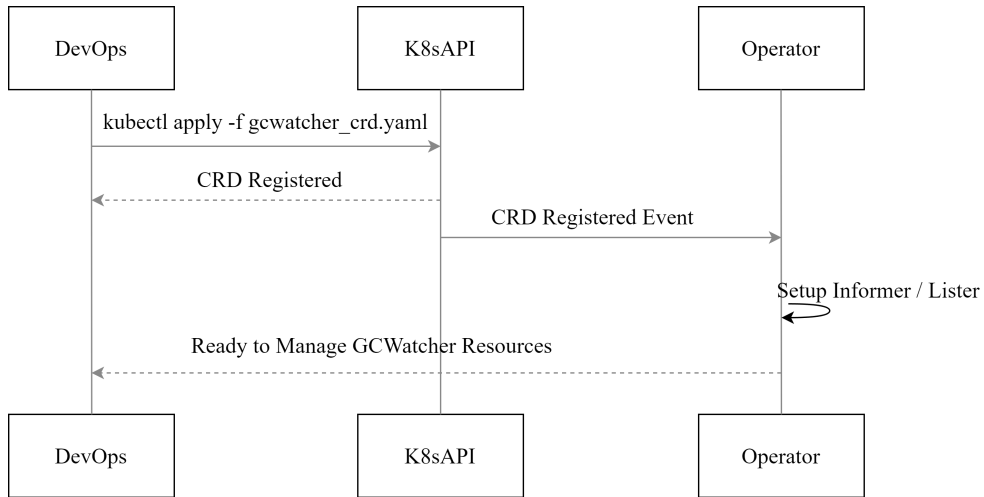 DevOps
K8sAPI
Operator
kubectl apply -f gcwatcher_crd.yaml
CRD Registered
CRD Registered Event
Setup Informer / Lister
Ready to Manage GCWatcher Resources
DevOps
K8sAPI
Operator